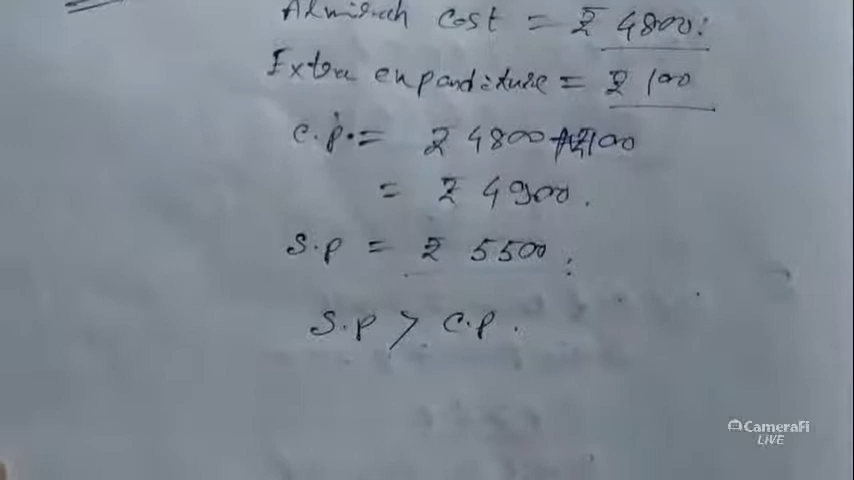 Almirah cost = ₹ 4800.
Extra expenditure = ₹ 100
C.P. = ₹ 4800 + ₹100
= ₹ 4900.
S.P = ₹ 5500.
S.P > C.P.
CameraFi
LIVE